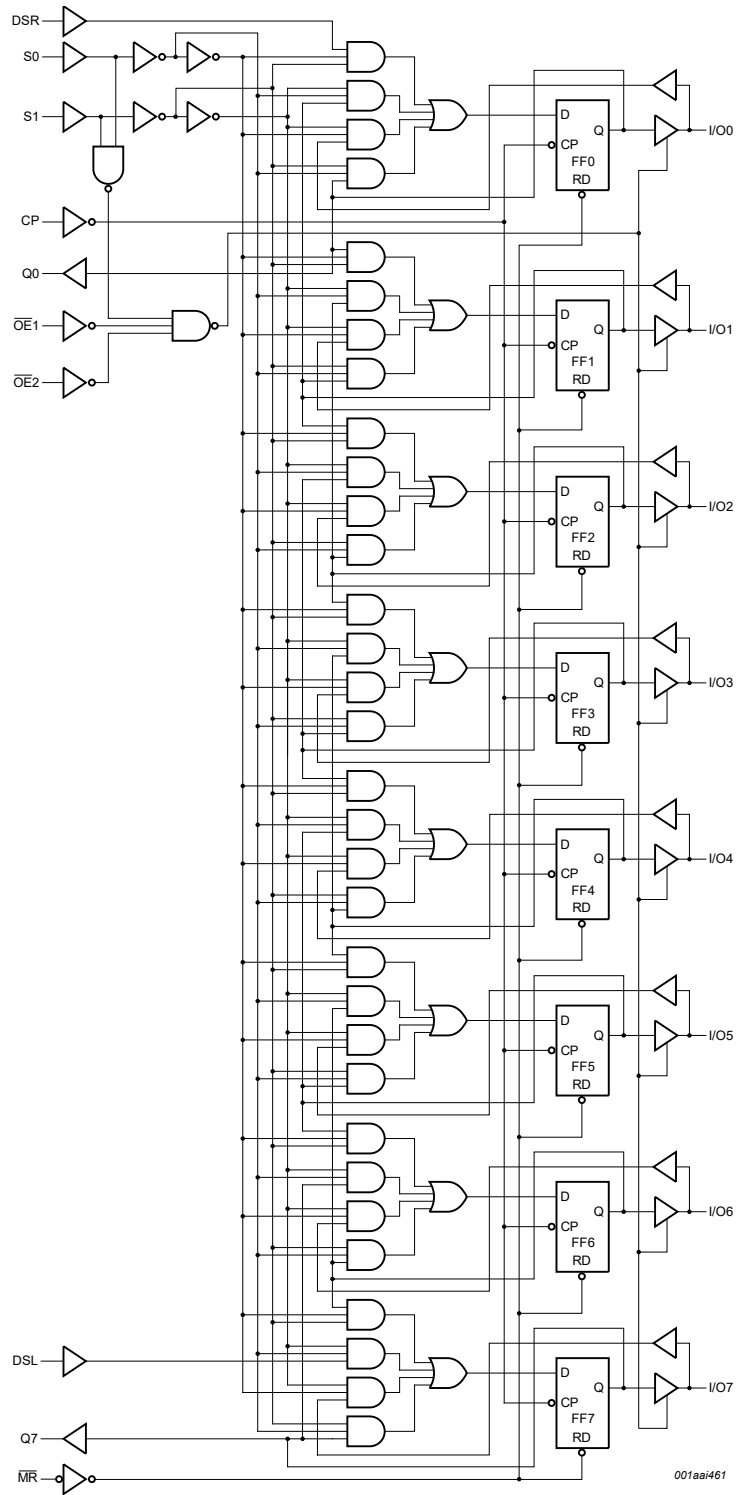 DSR
S0
S1
CP
Q0
OE1
OE2
D
Q
CP
FF0
RD
I/O0
D
Q
CP
FF1
RD
I/O1
D
Q
CP
FF2
RD
I/O2
D
Q
CP
FF3
RD
I/O3
D
Q
CP
FF4
RD
I/O4
D
Q
CP
FF5
RD
I/O5
D
Q
CP
FF6
RD
I/O6
DSL
D
Q
CP
FF7
RD
I/O7
Q7
MR
001aai461